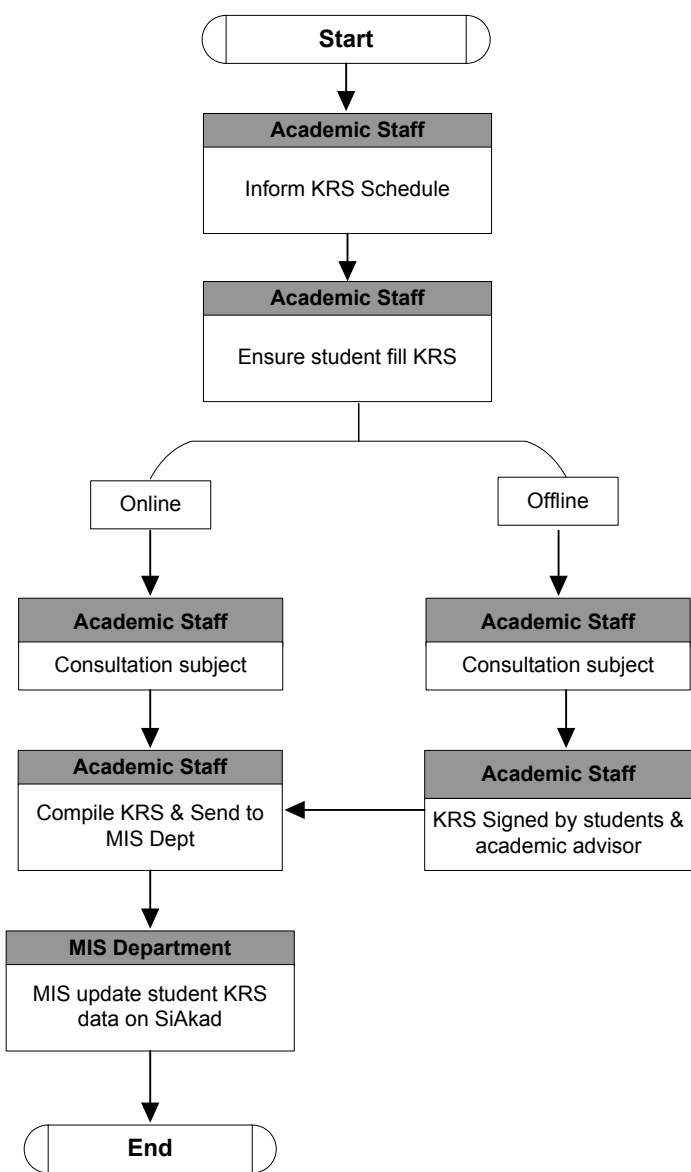 Start
Academic Staff
Inform KRS Schedule
Academic Staff
Ensure student fill KRS
Online
Offline
Academic Staff
Consultation subject
Academic Staff
Consultation subject
Academic Staff
Compile KRS & Send to
MIS Dept
Academic Staff
KRS Signed by students &
academic advisor
MIS Department
MIS update student KRS
data on SiAkad
End